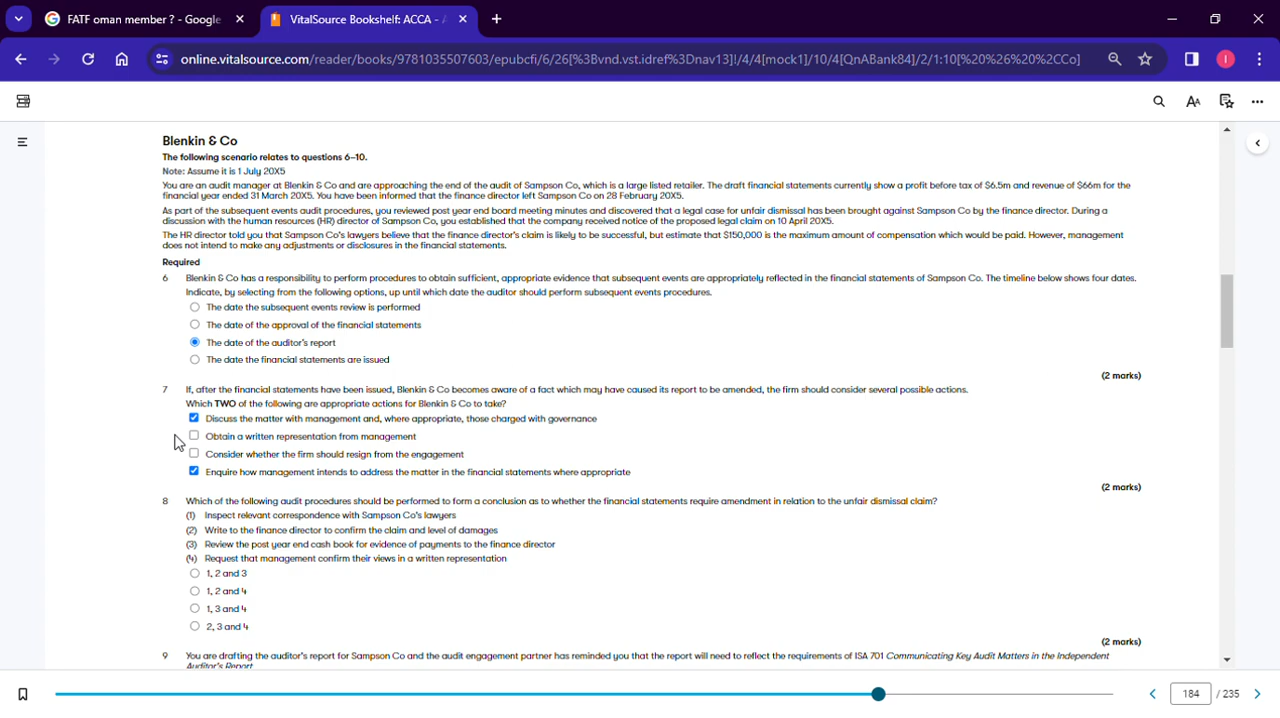 FATF oman member ? - Google
VitalSource Bookshelf: ACCA -
online.vitalsource.com/reader/books/9781035507603/epubcfi/6/26[%3Bvnd.vst.idref%3Dnav13]!/4/4[mock1]/10/4[QnABank84]/2/1:10[%20%26%20%2CCo]
I
AA
Blenkin & Co
The following scenario relates to questions 6–10.
Note: Assume it is 1 July 20X5
You are an audit manager at Blenkin & Co and are approaching the end of the audit of Sampson Co, which is a large listed retailer. The draft financial statements currently show a profit before tax of $6.5m and revenue of $66m for the
financial year ended 31 March 20X5. You have been informed that the finance director left Sampson Co on 28 February 20X5.
As part of the subsequent events audit procedures, you reviewed post year end board meeting minutes and discovered that a legal case for unfair dismissal has been brought against Sampson Co by the finance director. During a
discussion with the human resources (HR) director of Sampson Co, you established that the company received notice of the proposed legal claim on 10 April 20X5.
The HR director told you that Sampson Co's lawyers believe that the finance director's claim is likely to be successful, but estimate that $150,000 is the maximum amount of compensation which would be paid. However, management
does not intend to make any adjustments or disclosures in the financial statements.
Required
6 Blenkin & Co has a responsibility to perform procedures to obtain sufficient, appropriate evidence that subsequent events are appropriately reflected in the financial statements of Sampson Co. The timeline below shows four dates.
Indicate, by selecting from the following options, up until which date the auditor should perform subsequent events procedures.
The date the subsequent events review is performed
The date of the approval of the financial statements
The date of the auditor's report
The date the financial statements are issued
(2 marks)
7 If, after the financial statements have been issued, Blenkin & Co becomes aware of a fact which may have caused its report to be amended, the firm should consider several possible actions.
Which TWO of the following are appropriate actions for Blenkin & Co to take?
Discuss the matter with management and, where appropriate, those charged with governance
Obtain a written representation from management
Consider whether the firm should resign from the engagement
Enquire how management intends to address the matter in the financial statements where appropriate
(2 marks)
8 Which of the following audit procedures should be performed to form a conclusion as to whether the financial statements require amendment in relation to the unfair dismissal claim?
(1) Inspect relevant correspondence with Sampson Co's lawyers
(2) Write to the finance director to confirm the claim and level of damages
(3) Review the post year end cash book for evidence of payments to the finance director
(4) Request that management confirm their views in a written representation
1, 2 and 3
1, 2 and 4
1, 3 and 4
2, 3 and 4
(2 marks)
9 You are drafting the auditor's report for Sampson Co and the audit engagement partner has reminded you that the report will need to reflect the requirements of ISA 701 Communicating Key Audit Matters in the Independent
Auditor's Report
184 / 235